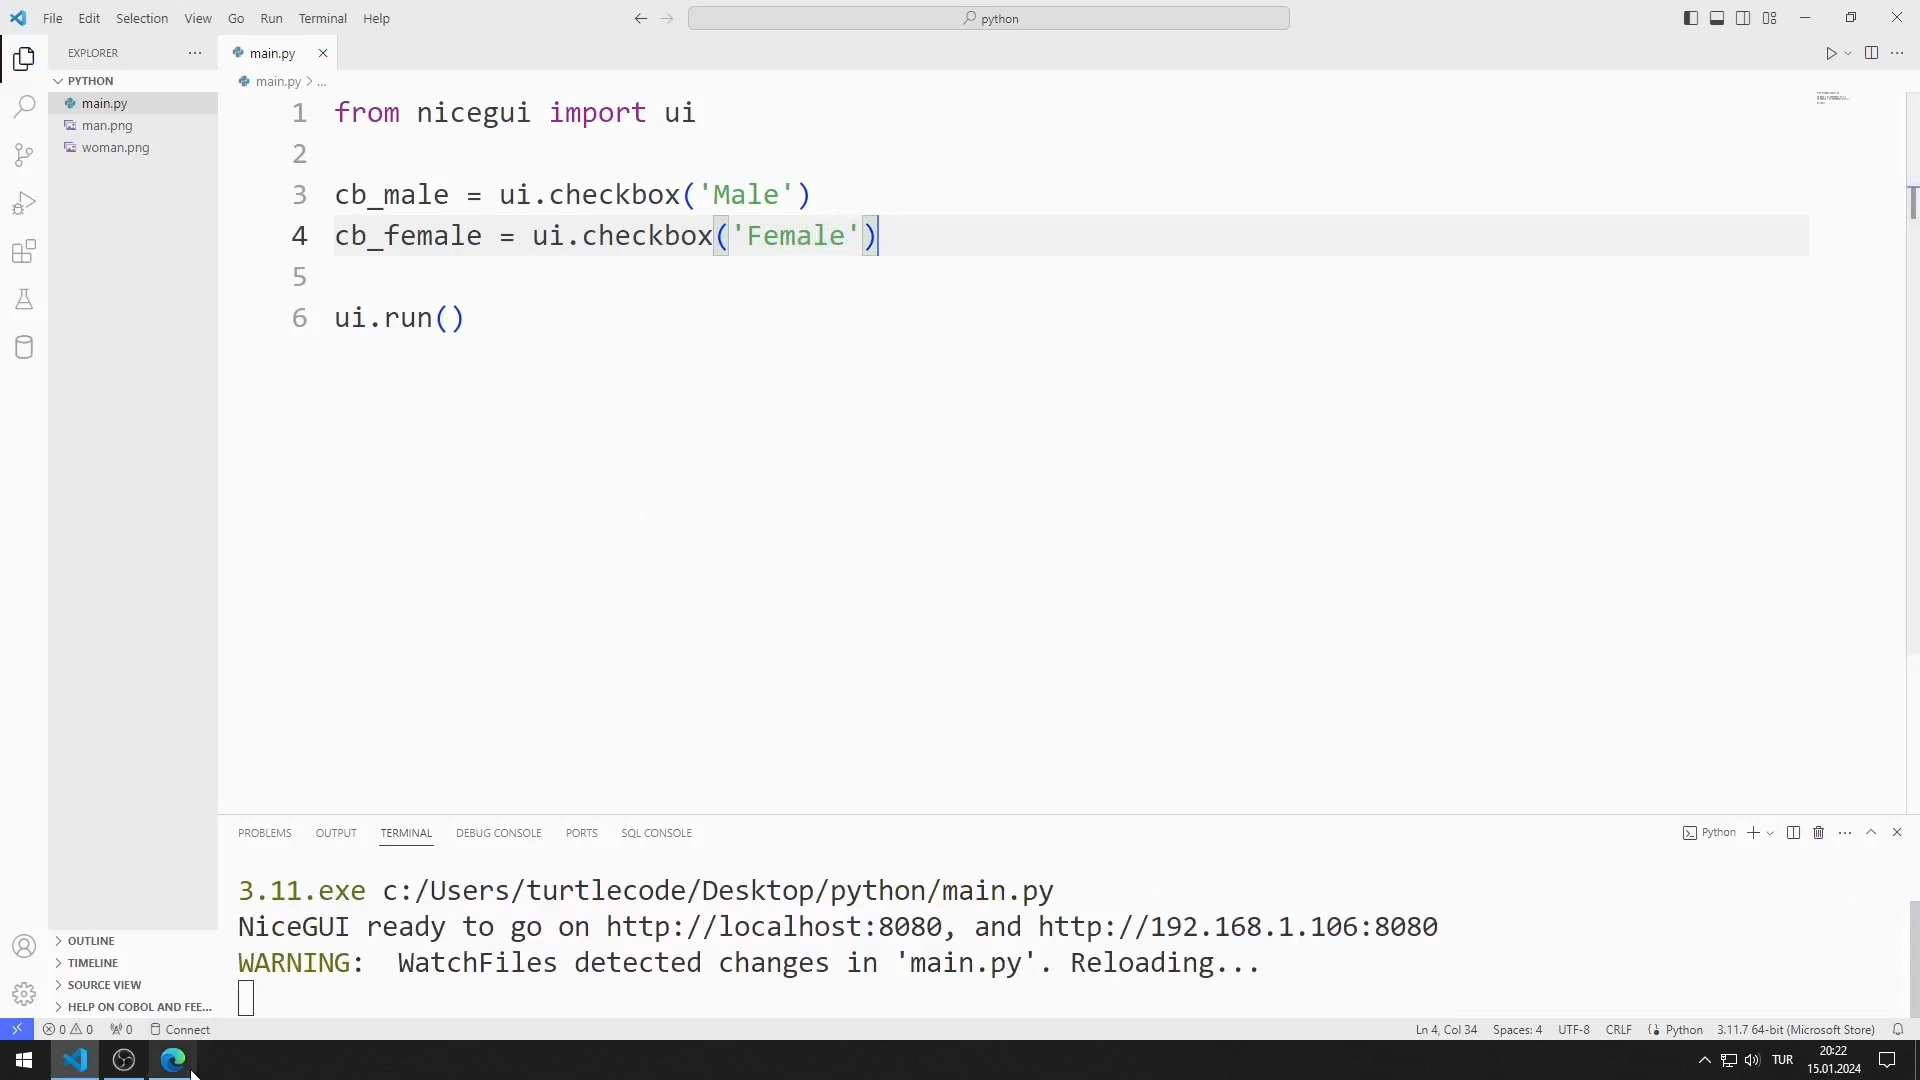 File Edit Selection View Go Run Terminal Help
python
EXPLORER
main.py
PYTHON
main.py > ...
main.py
man.png
woman.png
1 from nicegui import ui
2
3 cb_male = ui.checkbox('Male')
4 cb_female = ui.checkbox('Female')
5
6 ui.run()
PROBLEMS OUTPUT TERMINAL DEBUG CONSOLE PORTS SQL CONSOLE
Python
3.11.exe c:/Users/turtlecode/Desktop/python/main.py
NiceGUI ready to go on http://localhost:8080, and http://192.168.1.106:8080
WARNING:  WatchFiles detected changes in 'main.py'. Reloading...
OUTLINE
TIMELINE
SOURCE VIEW
HELP ON COBOL AND FEE...
0 0 0 Connect
Ln 4, Col 34 Spaces: 4 UTF-8 CRLF Python 3.11.7 64-bit (Microsoft Store)
TUR
20:22
15.01.2024